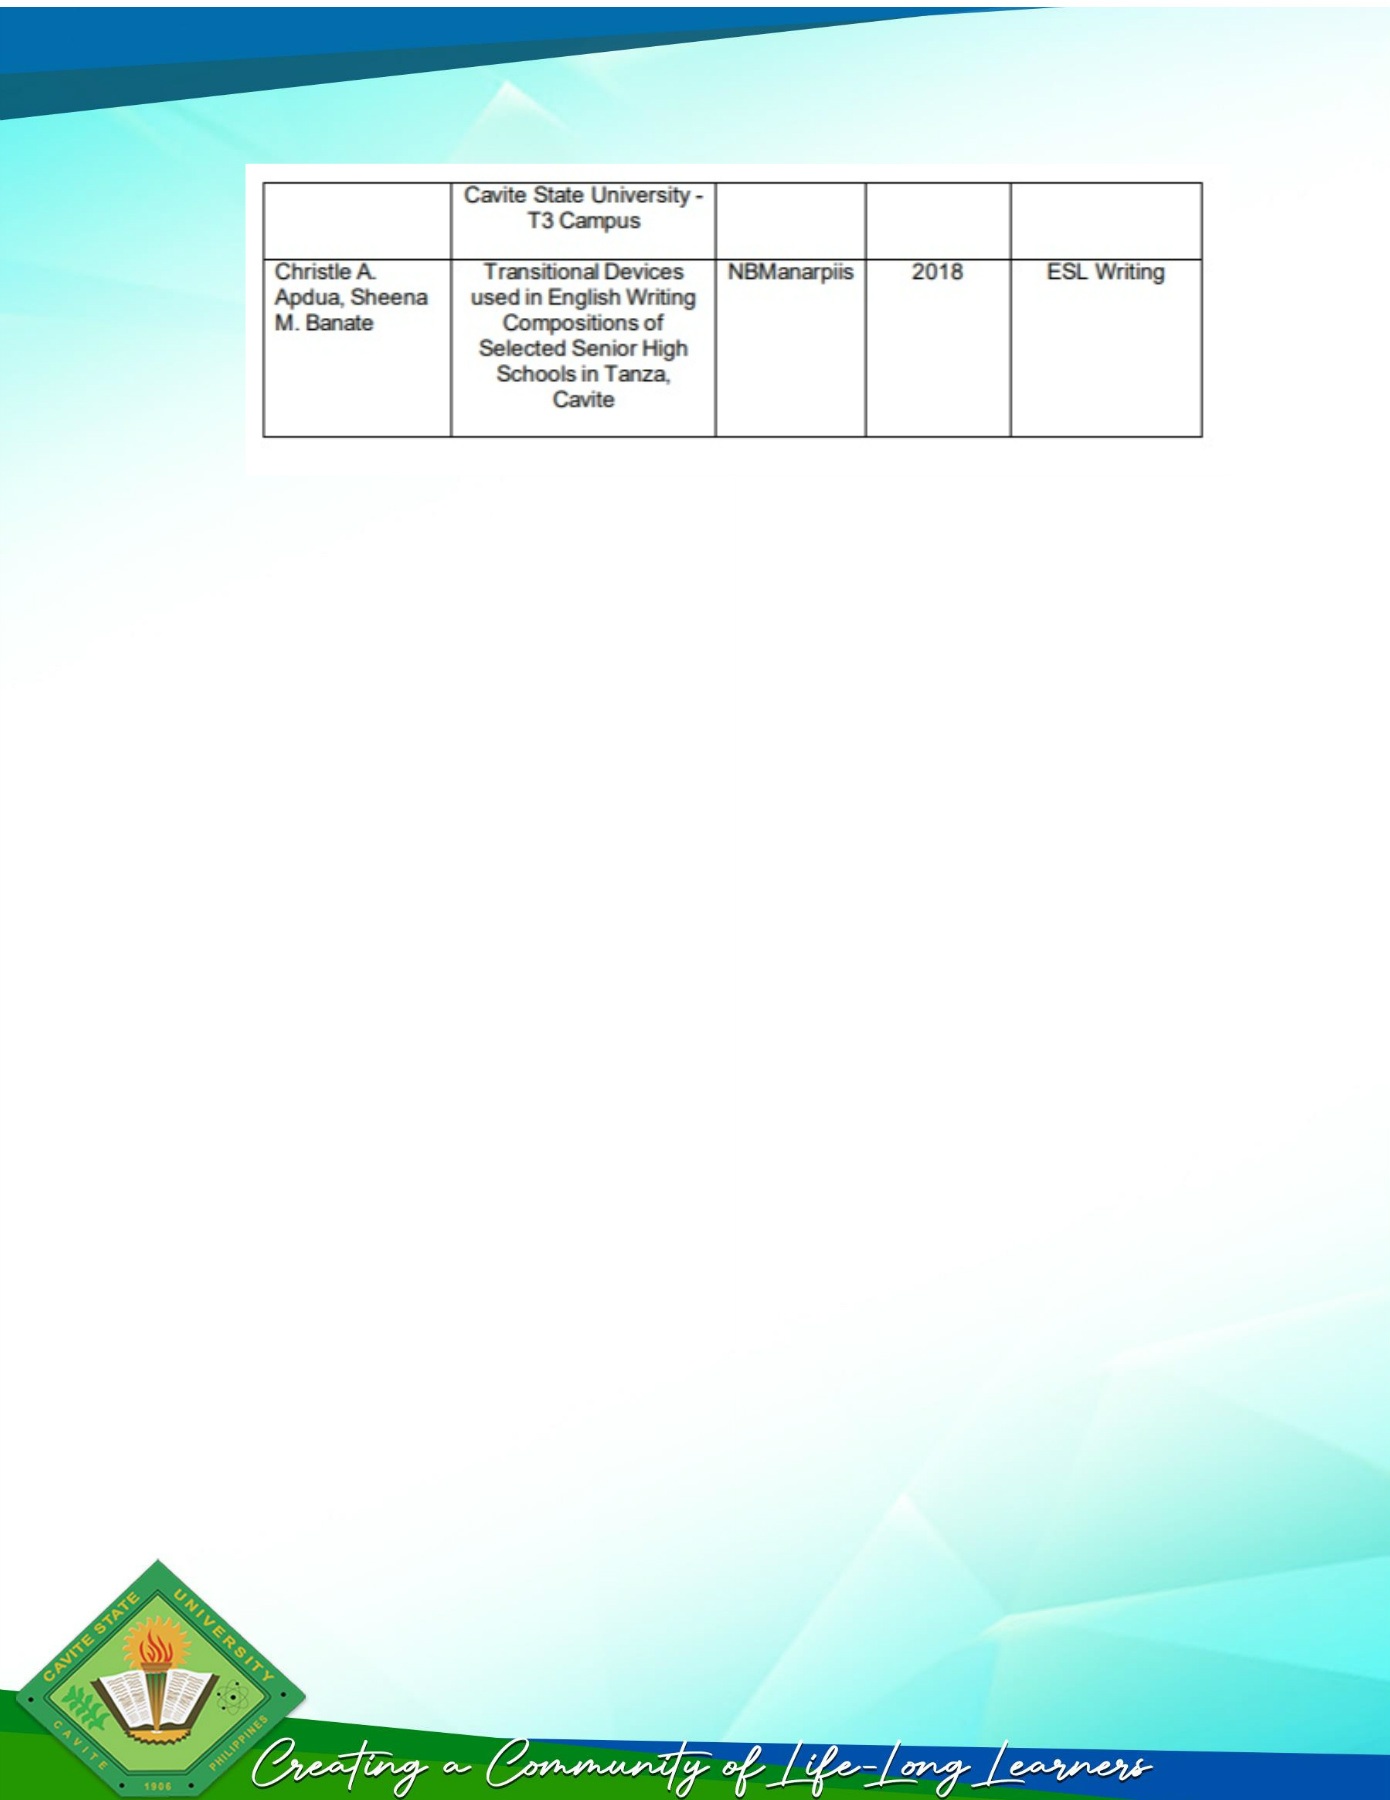 Cavite State University -
T3 Campus
Christle A.
Apdua, Sheena
M. Banate
Transitional Devices
used in English Writing
Compositions of
Selected Senior High
Schools in Tanza,
Cavite
NBManarpiis
2018
ESL Writing
CAVITE STATE UNIVERSITY
CAVITE
1906
PHILIPPINES
Creating a Community of Life-Long Learners